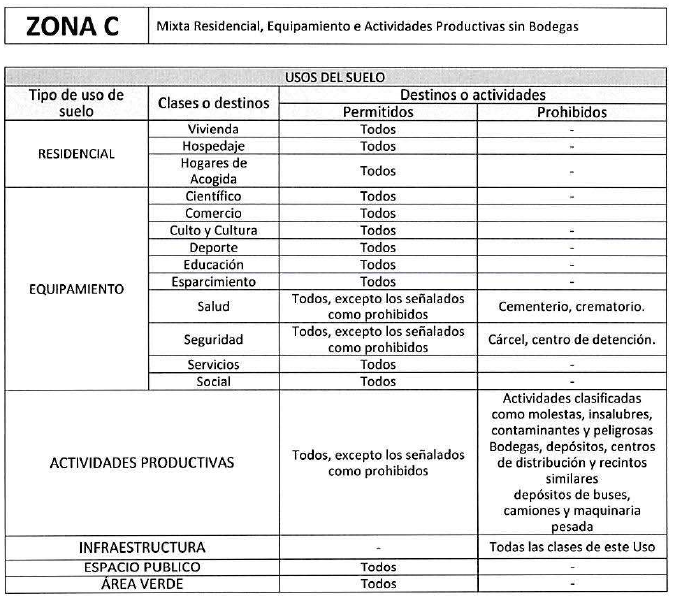 ZONA C
Mixta Residencial, Equipamiento e Actividades Productivas sin Bodegas
USOS DEL SUELO
Tipo de uso de
suelo
Clases o destinos
Destinos o actividades
Permitidos
Prohibidos
RESIDENCIAL
Vivienda
Todos
-
Hospedaje
Todos
-
Hogares de
Acogida
Todos
-
EQUIPAMIENTO
Científico
Todos
-
Comercio
Todos
Culto y Cultura
Todos
-
Deporte
Todos
-
Educación
Todos
-
Esparcimiento
Todos
-
Salud
Todos, excepto los señalados
como prohibidos
Cementerio, crematorio.
Seguridad
Todos, excepto los señalados
como prohibidos
Cárcel, centro de detención.
Servicios
Todos
-
Social
Todos
-
ACTIVIDADES PRODUCTIVAS
Todos, excepto los señalados
como prohibidos
Actividades clasificadas
como molestas, insalubres,
contaminantes y peligrosas
Bodegas, depósitos, centros
de distribución y recintos
similares
depósitos de buses,
camiones y maquinaria
pesada
INFRAESTRUCTURA
-
Todas las clases de este Uso
ESPACIO PUBLICO
Todos
-
ÁREA VERDE
Todos
-